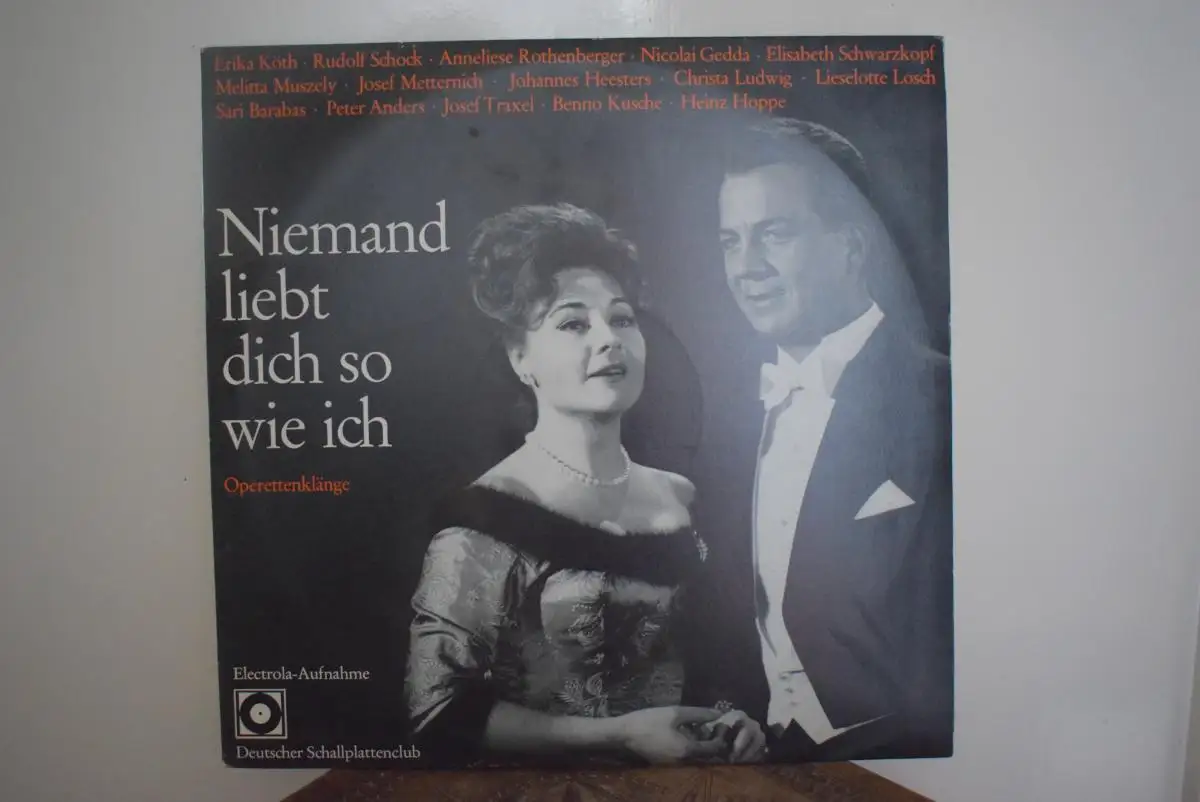 Erika Köth · Rudolf Schock · Anneliese Rothenberger · Nicolai Gedda · Elisabeth Schwarzkopf
Melitta Muszely · Josef Metternich · Johannes Heesters · Christa Ludwig · Lieselotte Losch
Sari Barabas · Peter Anders · Josef Traxel · Benno Kusche · Heinz Hoppe
Niemand
liebt
dich so
wie ich
Operettenklänge
Electrola-Aufnahme
Deutscher Schallplattenclub